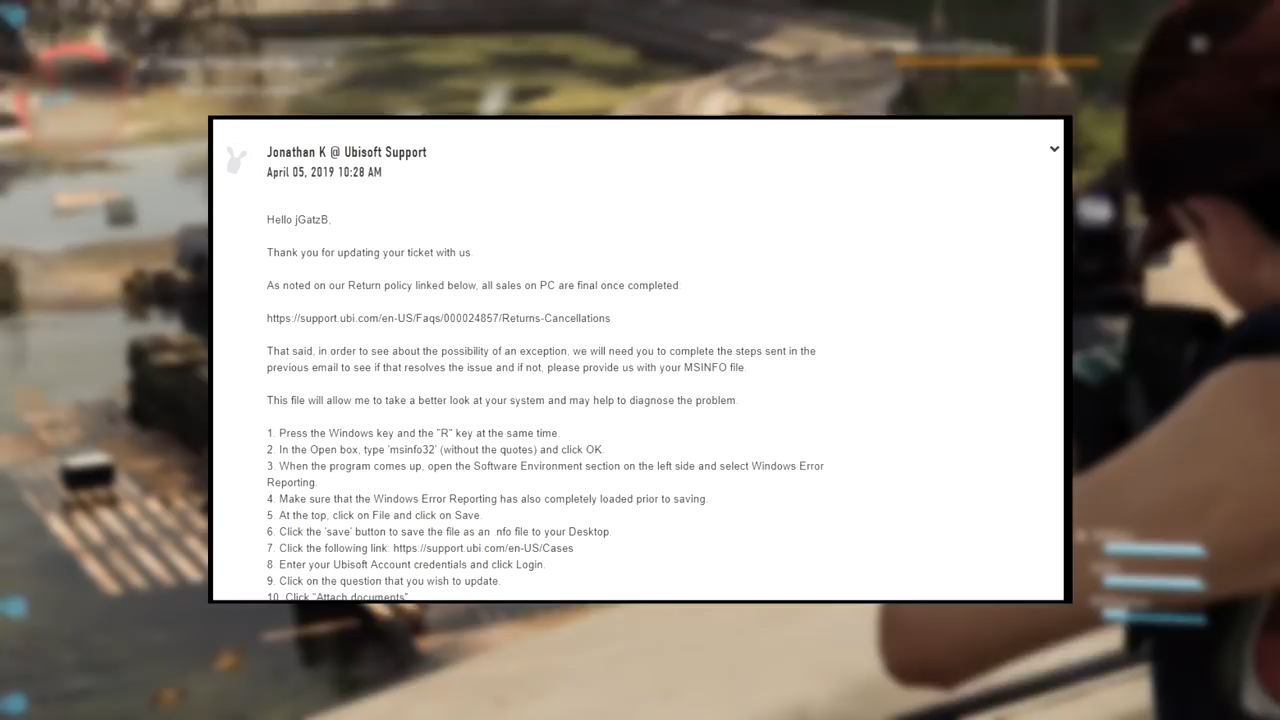 Jonathan K @ Ubisoft Support
April 05, 2019 10:28 AM
Hello jGatzB,
Thank you for updating your ticket with us.
As noted on our Return policy linked below, all sales on PC are final once completed:
https://support.ubi.com/en-US/Faqs/000024857/Returns-Cancellations
That said, in order to see about the possibility of an exception, we will need you to complete the steps sent in the
previous email to see if that resolves the issue and if not, please provide us with your MSINFO file.
This file will allow me to take a better look at your system and may help to diagnose the problem.
1. Press the Windows key and the "R" key at the same time.
2. In the Open box, type 'msinfo32' (without the quotes) and click OK.
3. When the program comes up, open the Software Environment section on the left side and select Windows Error
Reporting.
4. Make sure that the Windows Error Reporting has also completely loaded prior to saving.
5. At the top, click on File and click on Save.
6. Click the 'save' button to save the file as an .nfo file to your Desktop.
7. Click the following link: https://support.ubi.com/en-US/Cases
8. Enter your Ubisoft Account credentials and click Login.
9. Click on the question that you wish to update.
10. Click "Attach documents"